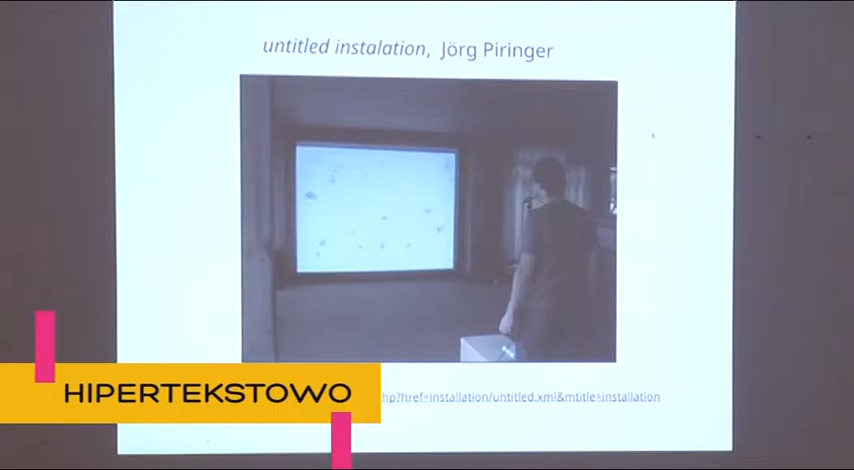 untitled instalation, Jörg Piringer
hp?href=installation/untitled.xml&mtitle=installation
HIPERTEKSTOWO